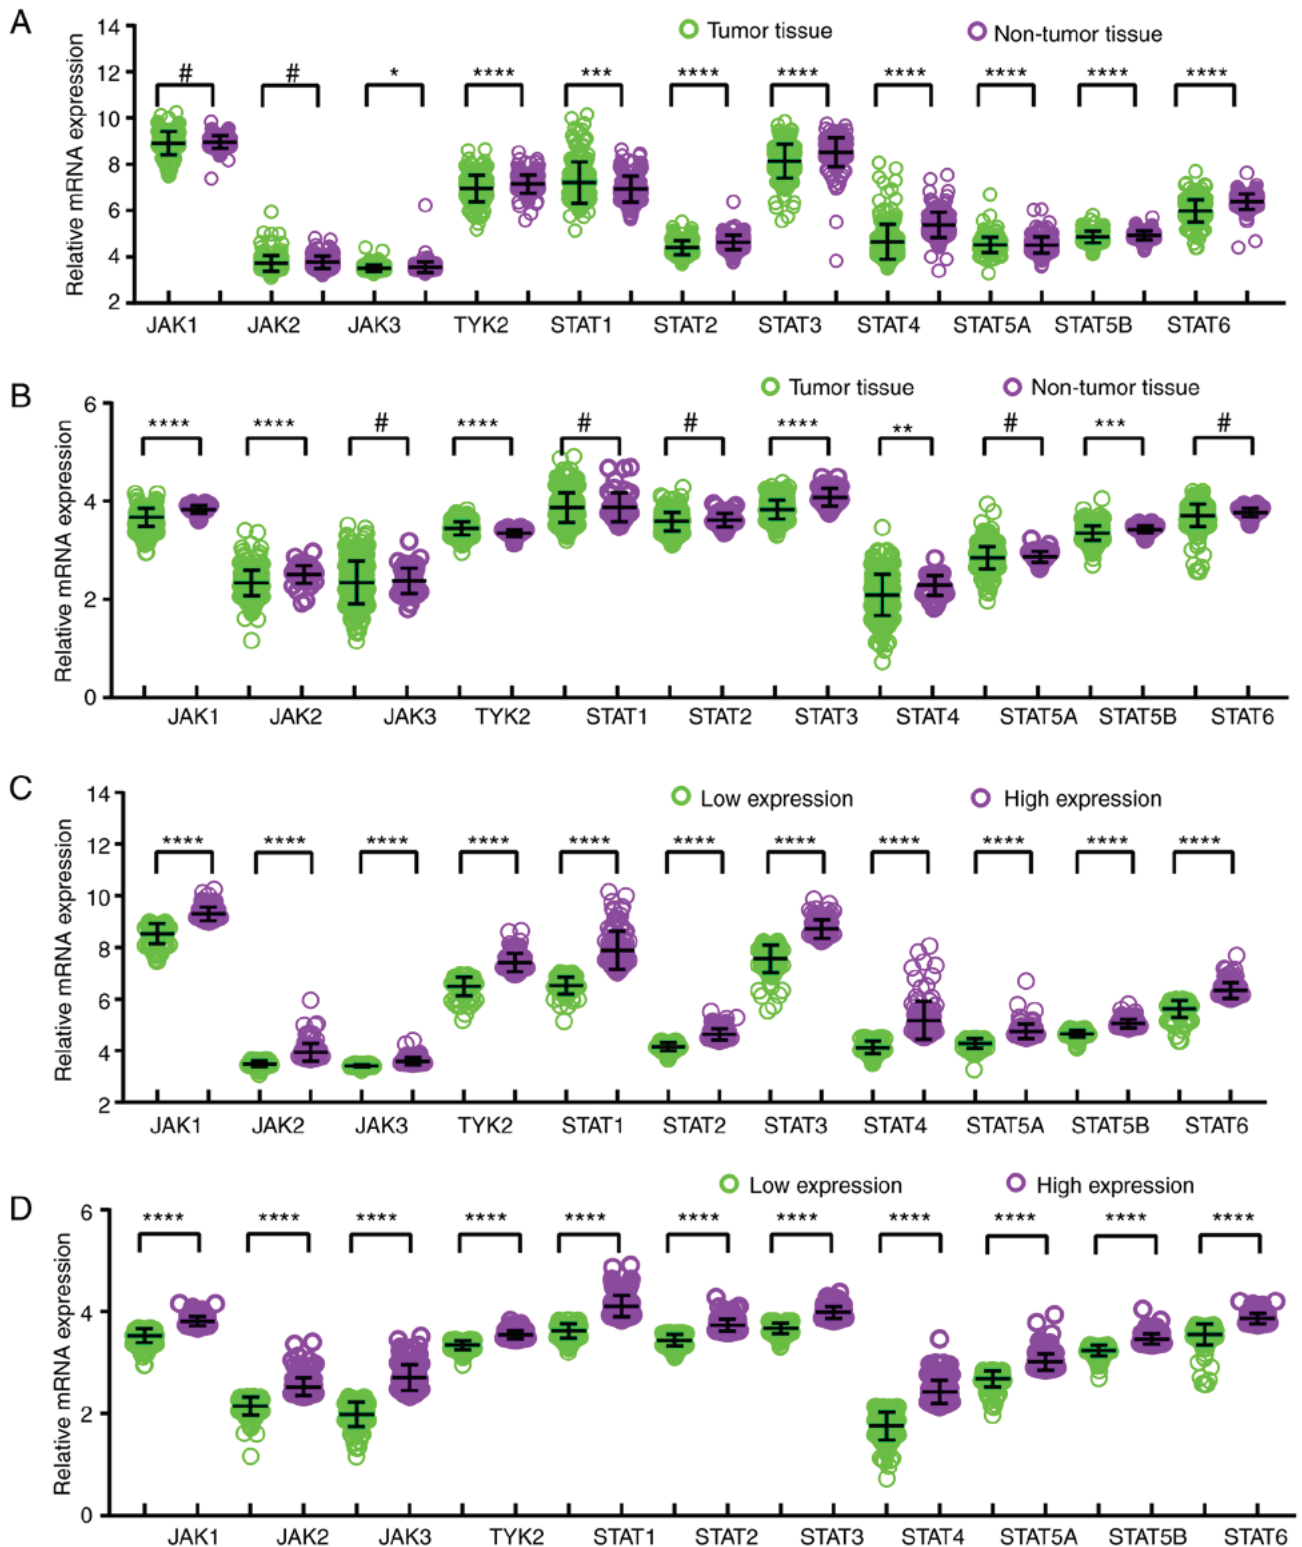 A
Relative mRNA expression
14
12
10
8
6
4
2
Tumor tissue
Non-tumor tissue
# # * **** *** **** **** **** **** **** ****
JAK1 JAK2 JAK3 TYK2 STAT1 STAT2 STAT3 STAT4 STAT5A STAT5B STAT6
B
Relative mRNA expression
6
4
2
0
Tumor tissue
Non-tumor tissue
**** **** # **** # # **** ** # *** #
JAK1 JAK2 JAK3 TYK2 STAT1 STAT2 STAT3 STAT4 STAT5A STAT5B STAT6
C
Relative mRNA expression
14
12
10
8
6
4
2
Low expression
High expression
**** **** **** **** **** **** **** **** **** **** ****
JAK1 JAK2 JAK3 TYK2 STAT1 STAT2 STAT3 STAT4 STAT5A STAT5B STAT6
D
Relative mRNA expression
6
4
2
0
Low expression
High expression
**** **** **** **** **** **** **** **** **** **** ****
JAK1 JAK2 JAK3 TYK2 STAT1 STAT2 STAT3 STAT4 STAT5A STAT5B STAT6